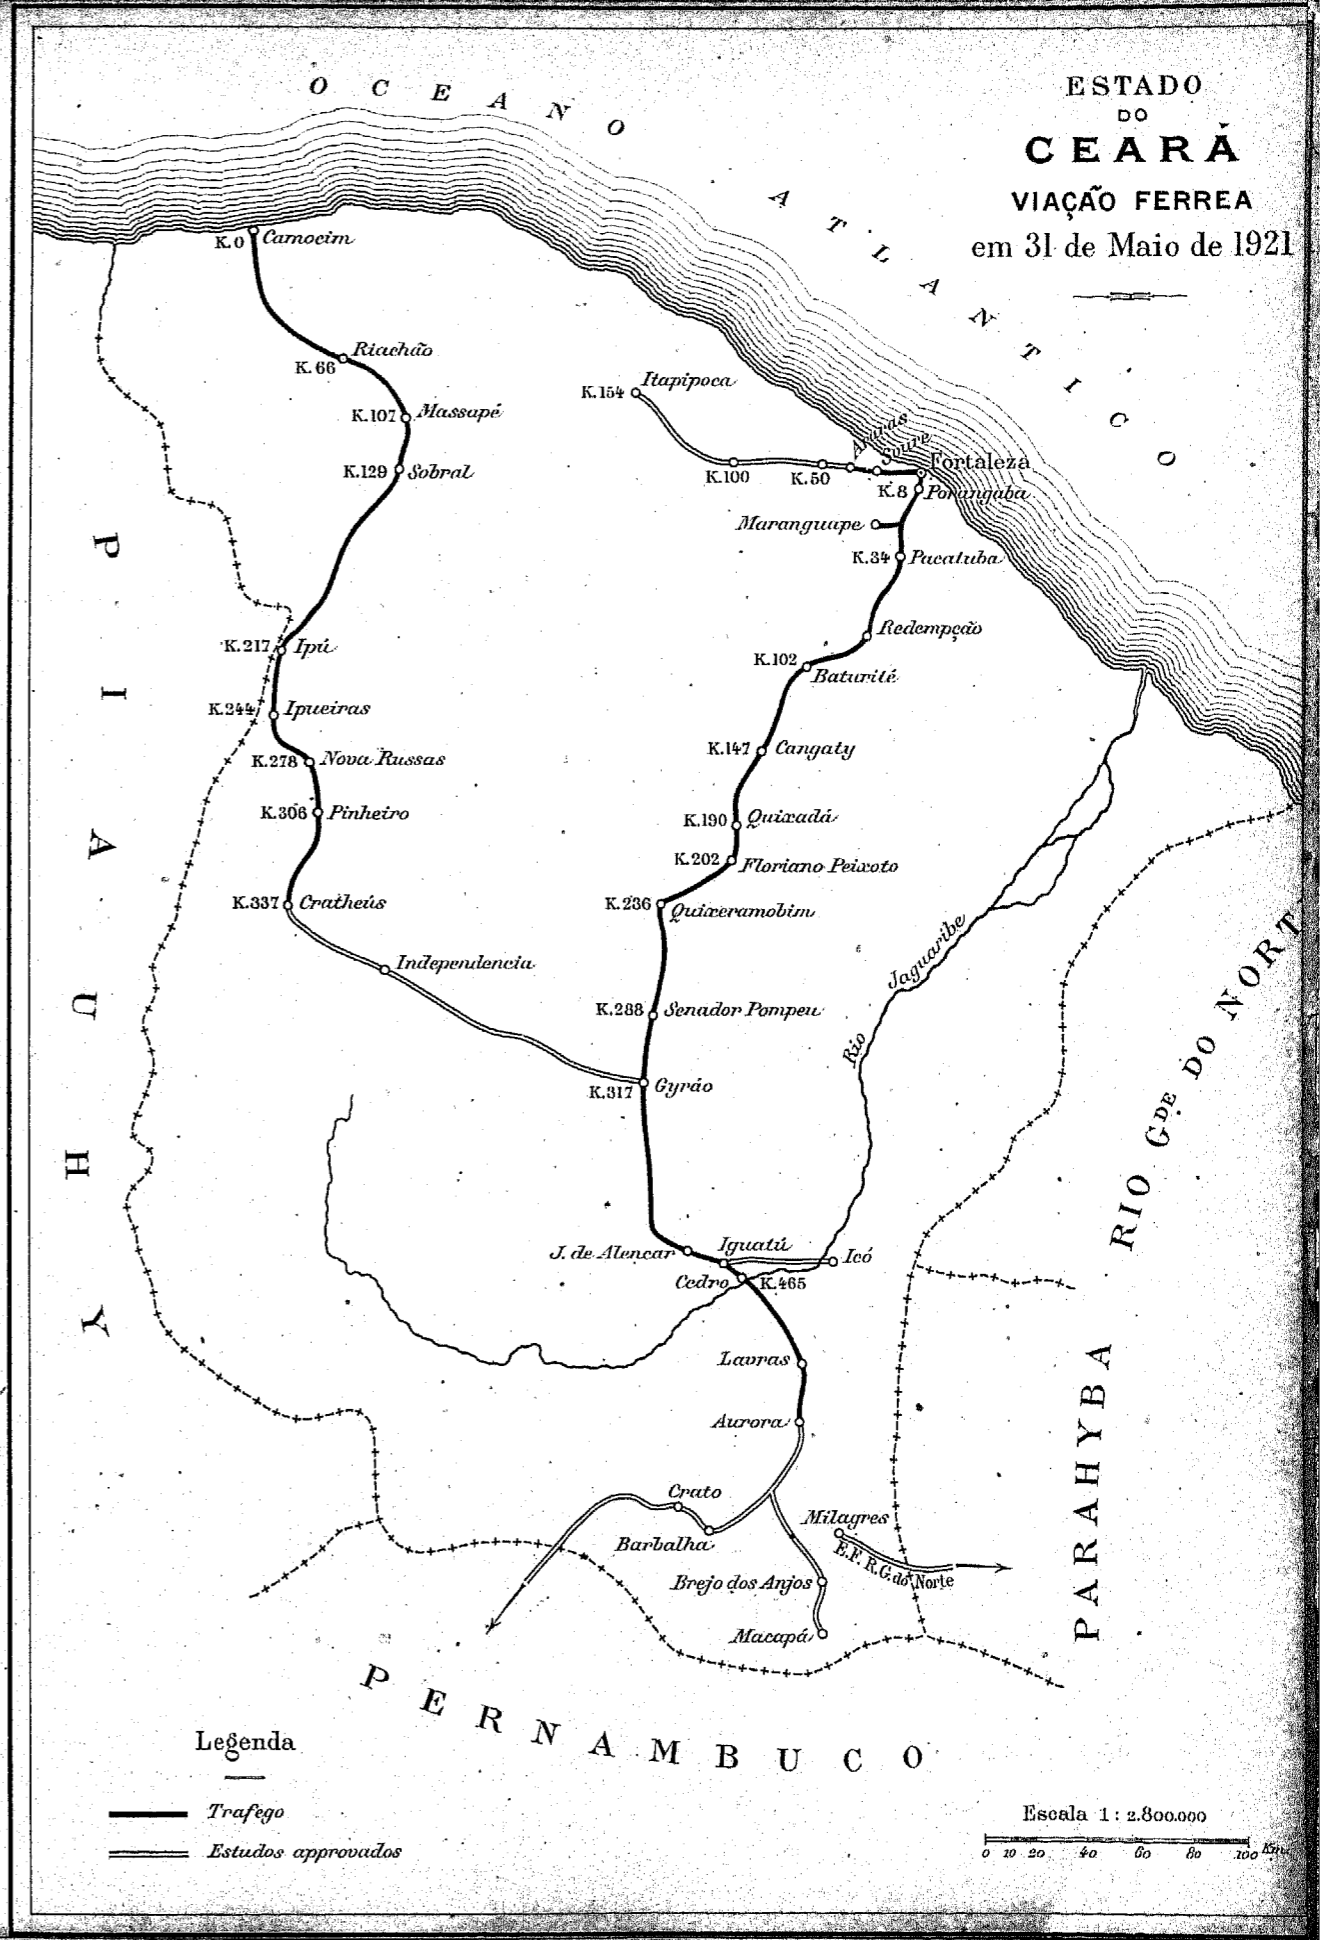 OCEANO ATLANTICO
ESTADO
DO
CEARÁ
VIAÇÃO FERREA
em 31 de Maio de 1921
K.0 Camocim
Riachão
K.66
K.107 Massapé
K.129 Sobral
K.217 Ipú
K.244 Ipueiras
K.278 Nova Russas
K.306 Pinheiro
K.337 Cratheús
Independencia
Itapipoca
K.154
K.100
K.50
Araras
Soure
Fortaleza
K.8 Porangaba
Maranguape
K.34 Pacatuba
Redempção
K.102
Baturité
K.147 Cangaty
K.190 Quixadá
K.202 Floriano Peixoto
K.236 Quixeramobim
K.288 Senador Pompeu
K.317 Gyráo
Rio Jaguaribe
J. de Alencar
Iguatú
Icó
Cedro K.465
Lavras
Aurora
Crato
Barbalha
Milagres
E.F. R.G. do Norte
Brejo dos Anjos
Macapá
PIAUHY
RIO GDE. DO NORT
PARAHYBA
PERNAMBUCO
Legenda
Trafego
Estudos approvados
Escala 1:2.800.000
0 10 20 40 60 80 100 Km.